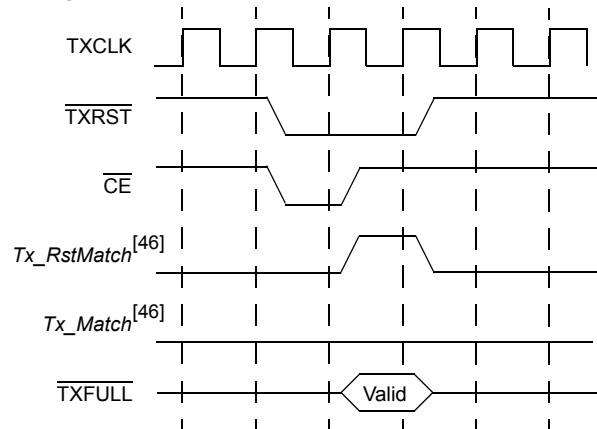 TXCLK
TXRST
CE
Tx_RstMatch[46]
Tx_Match[46]
TXFULL Valid